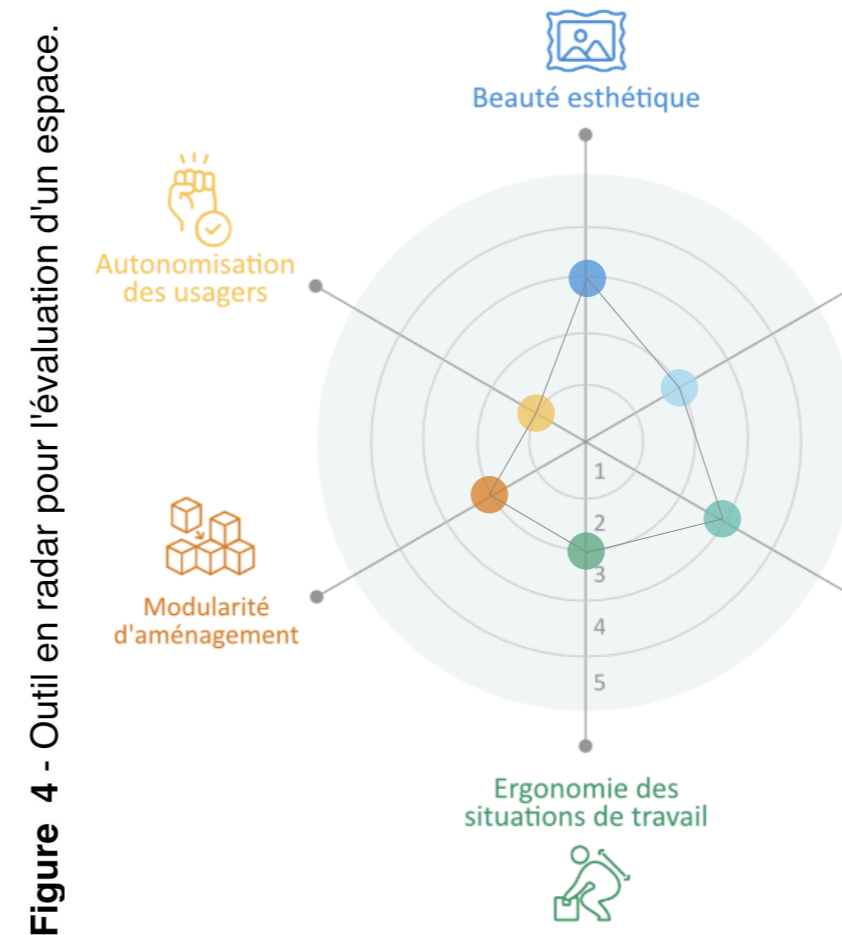 Figure 4 - Outil en radar pour l'évaluation d'un espace.
Beauté esthétique
Autonomisation
des usagers
1
2
3
4
5
Modularité
d'aménagement
Ergonomie des
situations de travail